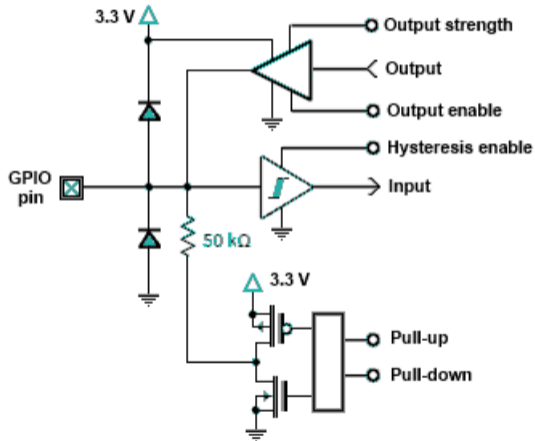 3.3 V
Output strength
Output
Output enable
Hysteresis enable
GPIO
pin
Input
50 kΩ
3.3 V
Pull-up
Pull-down